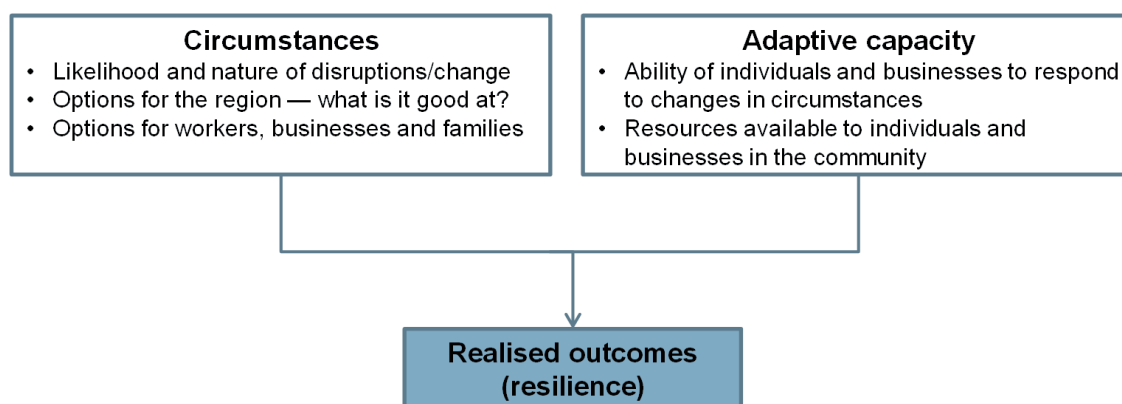 Circumstances
• Likelihood and nature of disruptions/change
• Options for the region — what is it good at?
• Options for workers, businesses and families
Adaptive capacity
• Ability of individuals and businesses to respond
to changes in circumstances
• Resources available to individuals and
businesses in the community
Realised outcomes
(resilience)